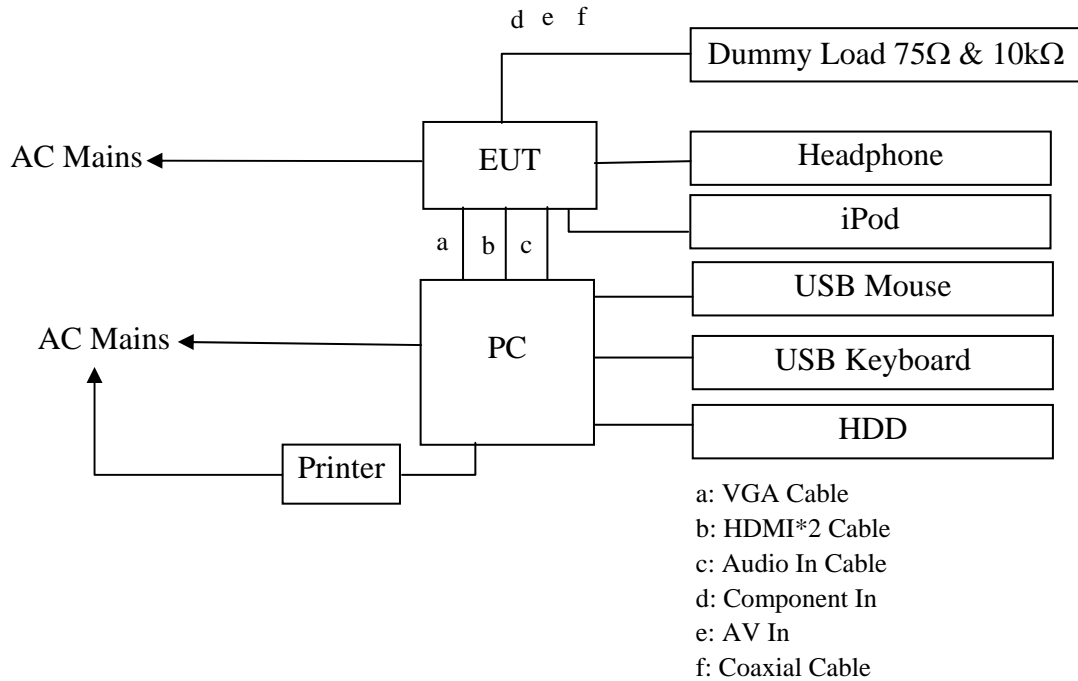 d e f
Dummy Load 75Ω & 10kΩ
AC Mains
EUT
Headphone
iPod
a b c
USB Mouse
AC Mains
PC
USB Keyboard
HDD
Printer
a: VGA Cable
b: HDMI*2 Cable
c: Audio In Cable
d: Component In
e: AV In
f: Coaxial Cable